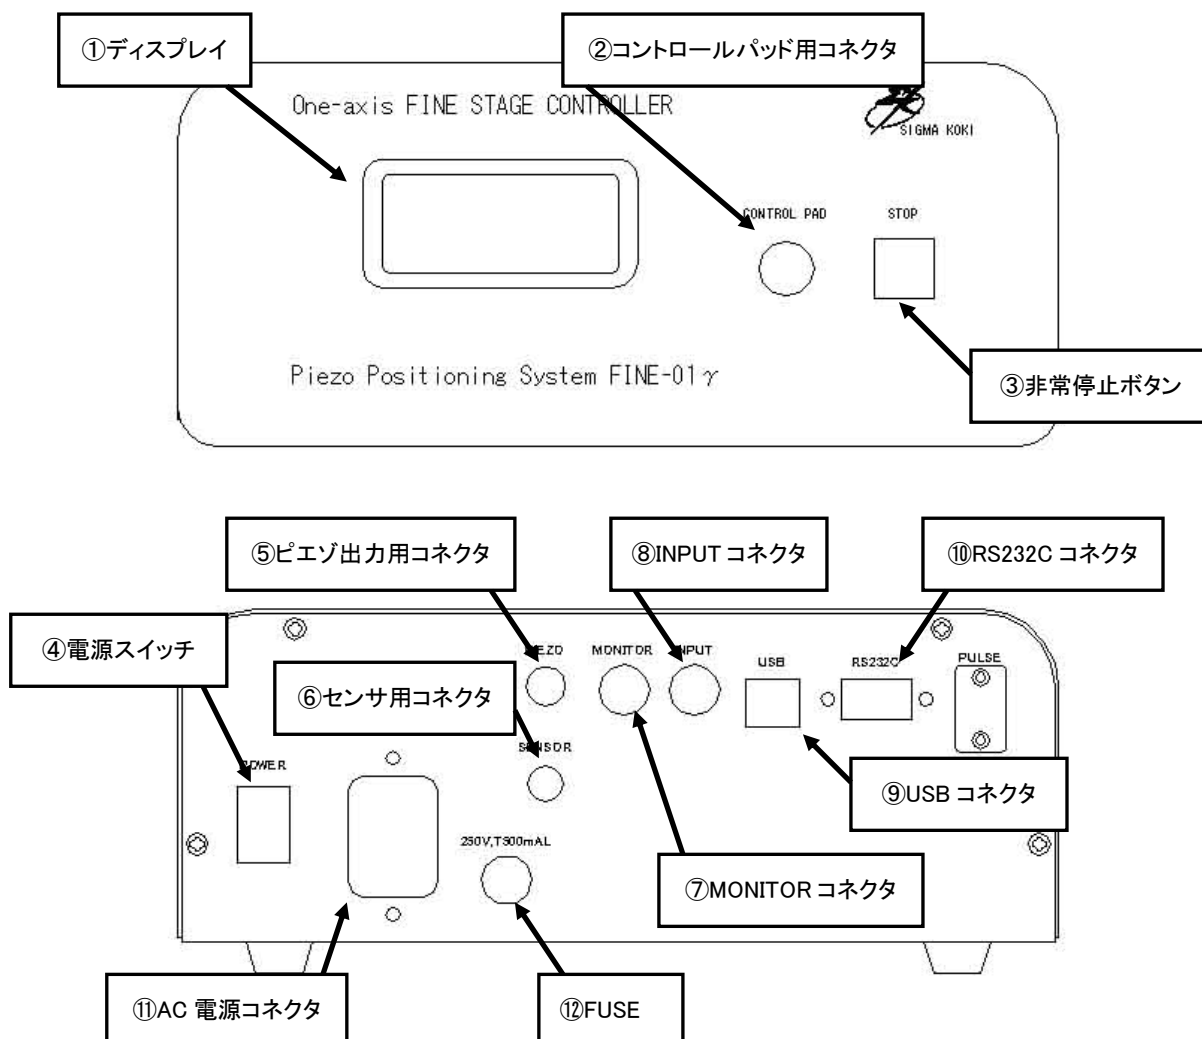 ①ディスプレイ
②コントロールパッド用コネクタ
One-axis FINE STAGE CONTROLLER
SIGMA KOKI
CONTROL PAD
STOP
③非常停止ボタン
Piezo Positioning System FINE-01γ
⑤ピエゾ出力用コネクタ
⑧INPUT コネクタ
⑩RS232C コネクタ
④電源スイッチ
PIEZO
MONITOR
INPUT
USB
RS232C
PULSE
⑥センサ用コネクタ
SENSOR
POWER
⑨USB コネクタ
250V,T500mAL
⑦MONITOR コネクタ
⑪AC 電源コネクタ
⑫FUSE